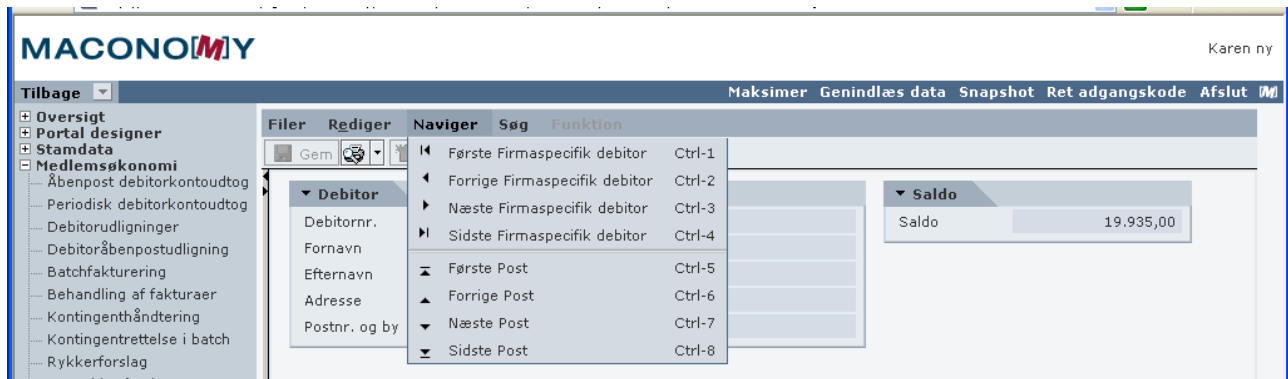 MACONO[M]Y
Karen ny
Tilbage
Maksimer Genindlæs data Snapshot Ret adgangskode Afslut [M]
Oversigt
Portal designer
Stamdata
Medlemsøkonomi
Åbenpost debitorkontoudtog
Periodisk debitorkontoudtog
Debitorudligninger
Debitoråbenpostudligning
Batchfakturering
Behandling af fakturaer
Kontingenthåndtering
Kontingentrettelse i batch
Rykkerforslag
Filer Rediger Naviger Søg Funktion
Gem
Første Firmaspecifik debitor Ctrl-1
Forrige Firmaspecifik debitor Ctrl-2
Næste Firmaspecifik debitor Ctrl-3
Sidste Firmaspecifik debitor Ctrl-4
Første Post Ctrl-5
Forrige Post Ctrl-6
Næste Post Ctrl-7
Sidste Post Ctrl-8
Debitor
Debitornr.
Fornavn
Efternavn
Adresse
Postnr. og by
Saldo
Saldo 19.935,00